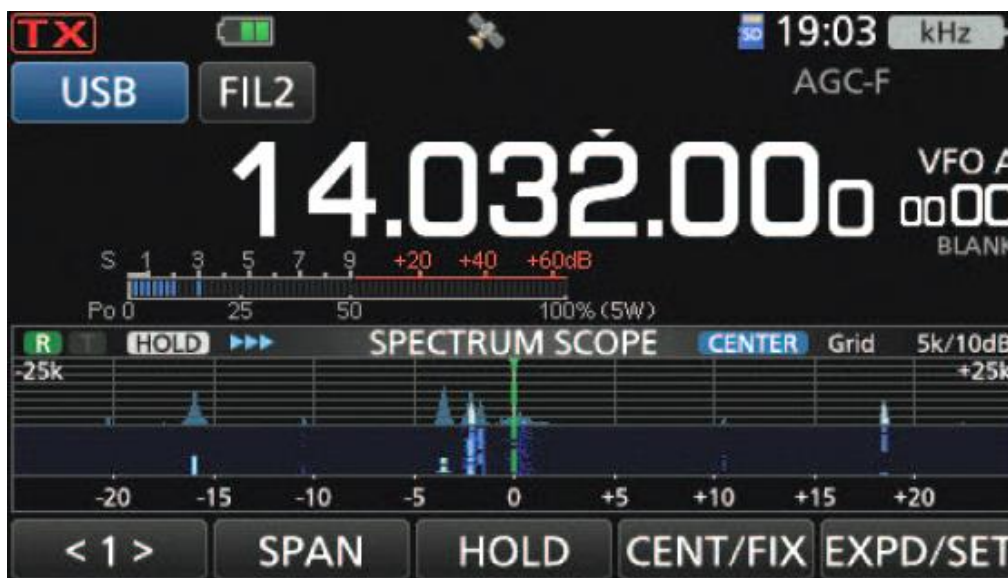 TX SD 19:03 kHz
USB FIL2 AGC-F
14.032.000 VFO A
0000
BLANK
S 1 3 5 7 9 +20 +40 +60dB
Po 0 25 50 100% (5W)
R T HOLD SPECTRUM SCOPE CENTER Grid 5k/10dB
-25k +25k
-20 -15 -10 -5 0 +5 +10 +15 +20
< 1 > SPAN HOLD CENT/FIX EXPD/SET